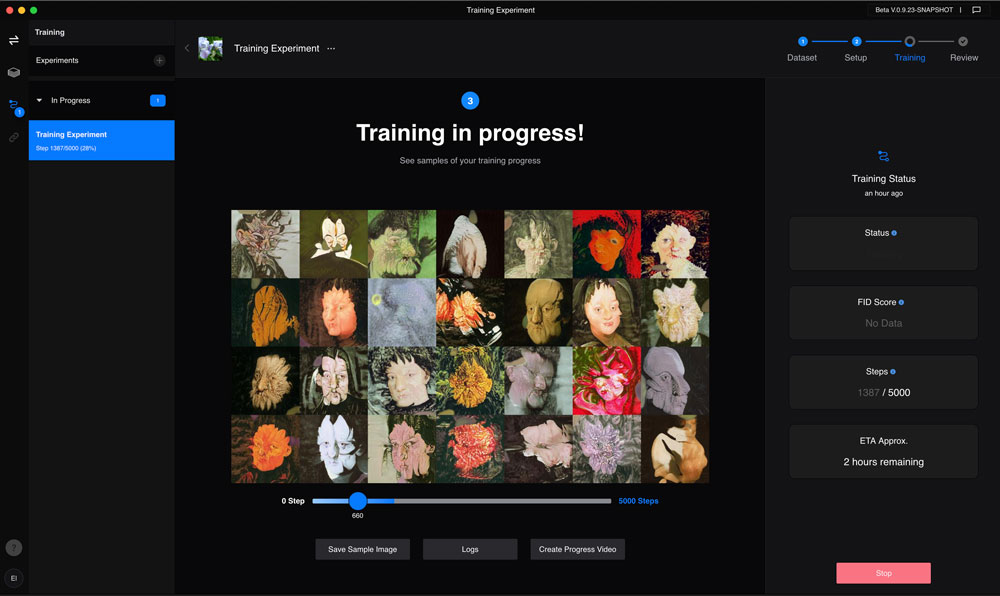 Training Experiment
Beta V.0.9.23-SNAPSHOT |
Training
Experiments
In Progress
1
1
Training Experiment
Step 1387/5000 (28%)
Training Experiment ...
1
2
Dataset
Setup
Training
Review
3
Training in progress!
See samples of your training progress
0 Step
660
5000 Steps
Save Sample Image
Logs
Create Progress Video
Training Status
an hour ago
Status
FID Score
No Data
Steps
1387 / 5000
ETA Approx.
2 hours remaining
Stop
?
EI